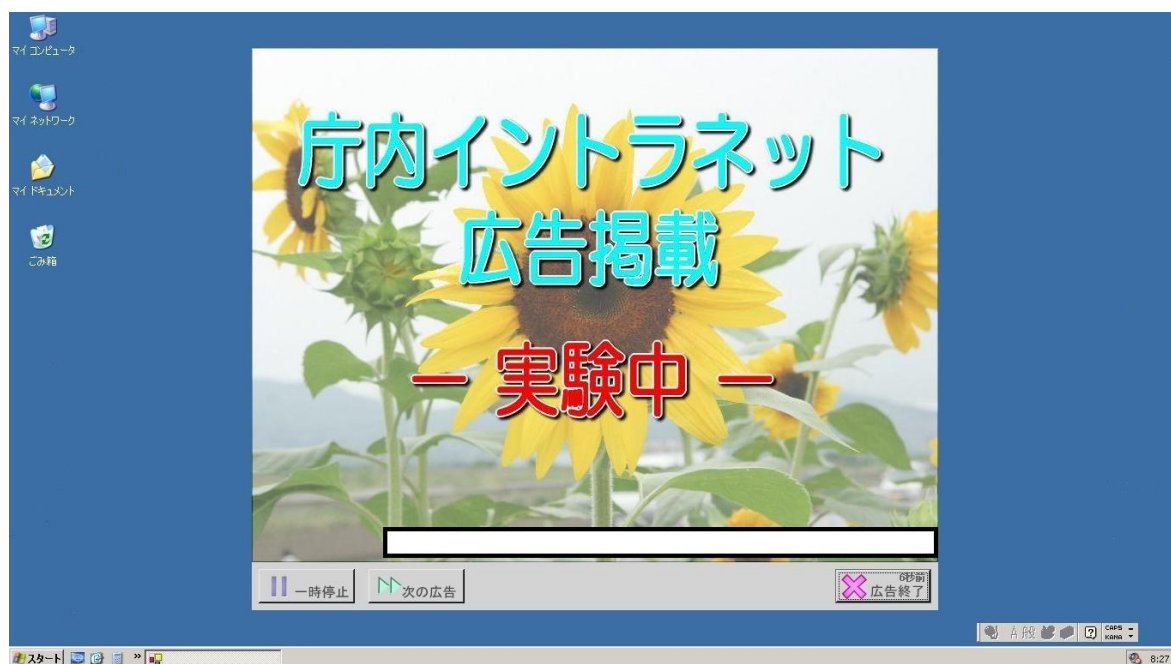 マイ コンピュータ
マイ ネットワーク
マイ ドキュメント
ごみ箱
庁内イントラネット
広告掲載
― 実験中 ―
一時停止
次の広告
6秒前
広告終了
A 般
CAPS
KANA
スタート
8:27